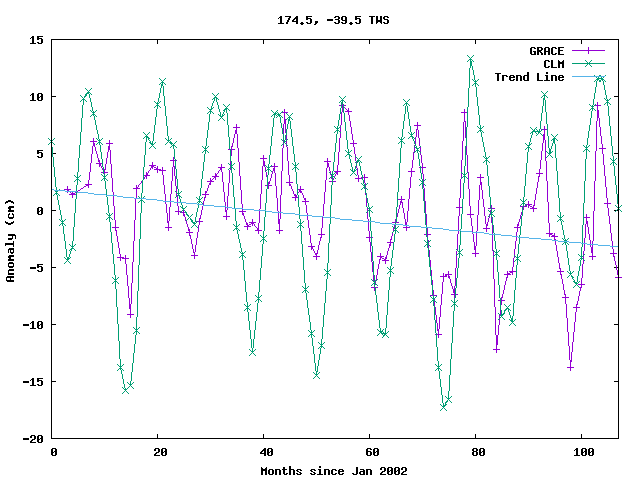 174.5, -39.5 TWS
GRACE
CLM
Trend Line
15
10
5
0
-5
-10
-15
-20
Anomaly (cm)
0 20 40 60 80 100
Months since Jan 2002